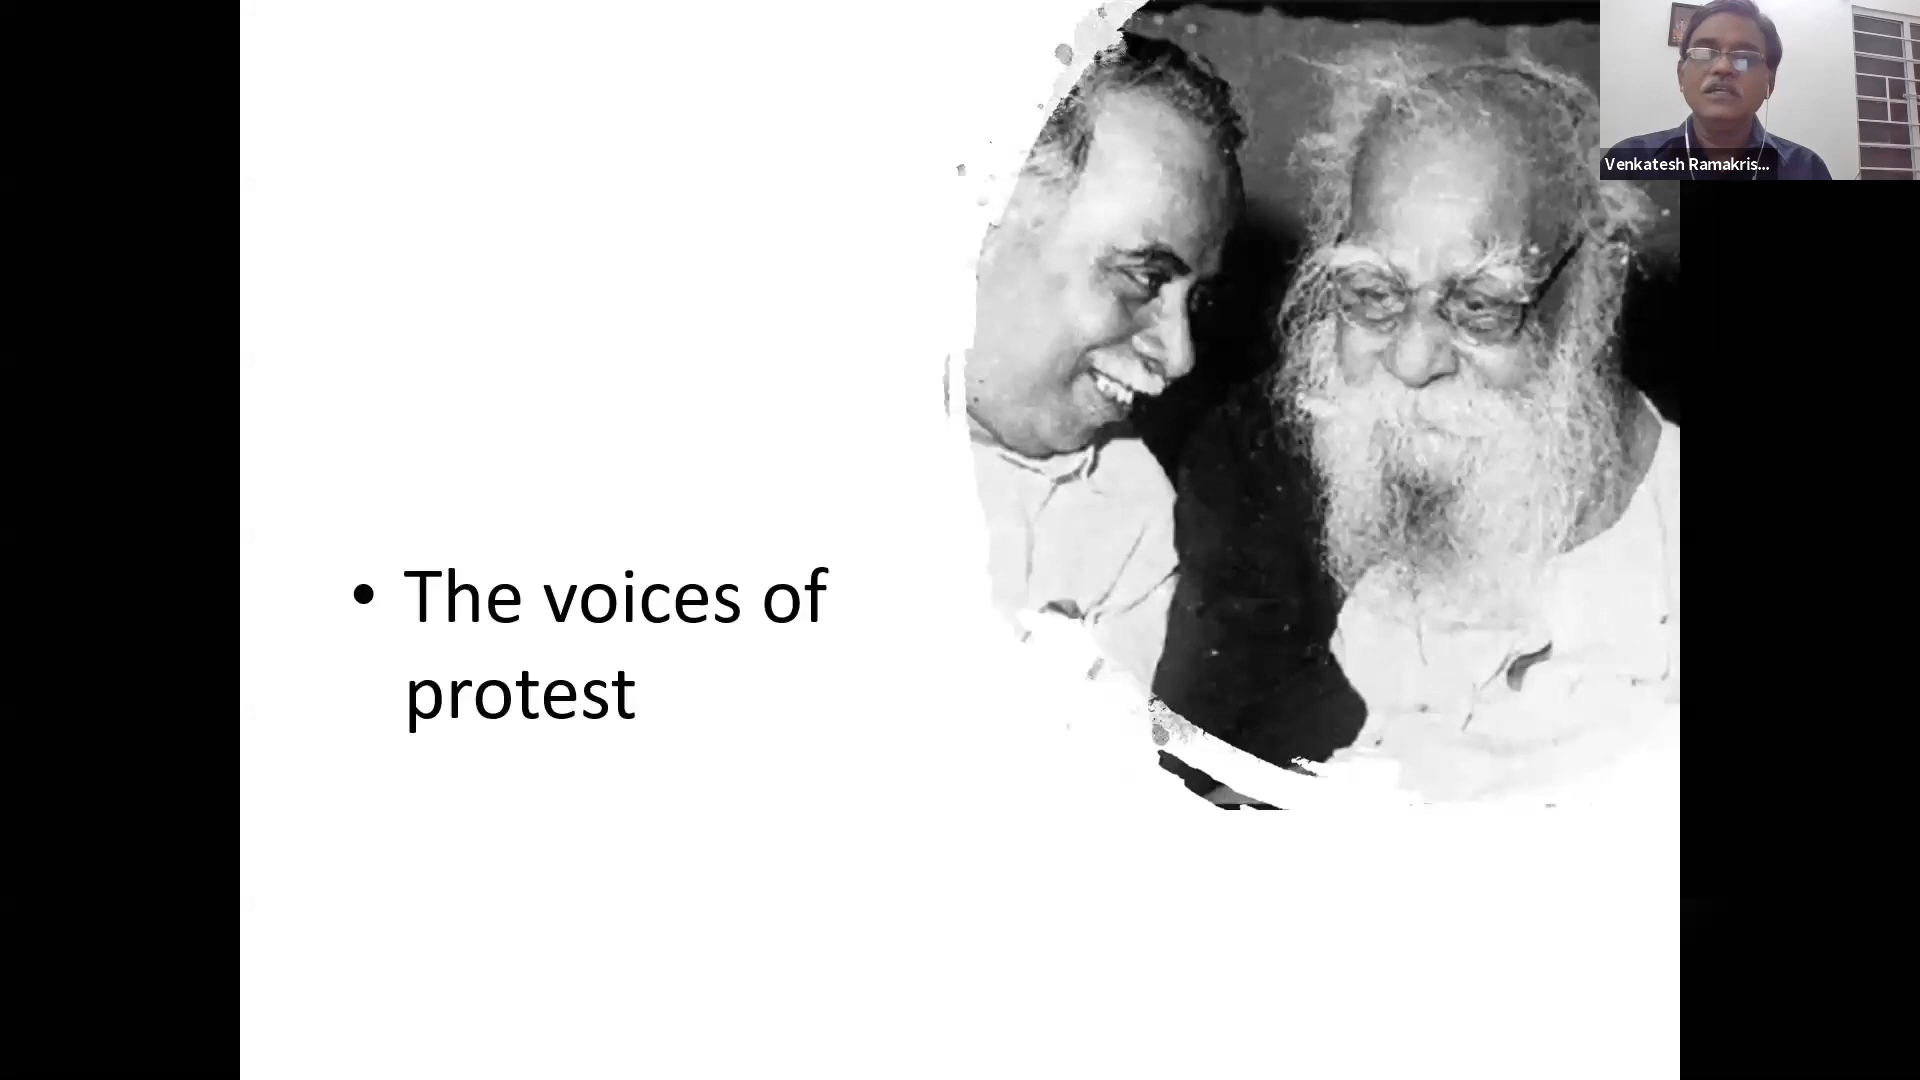 Venkatesh Ramakris...
• The voices of
protest